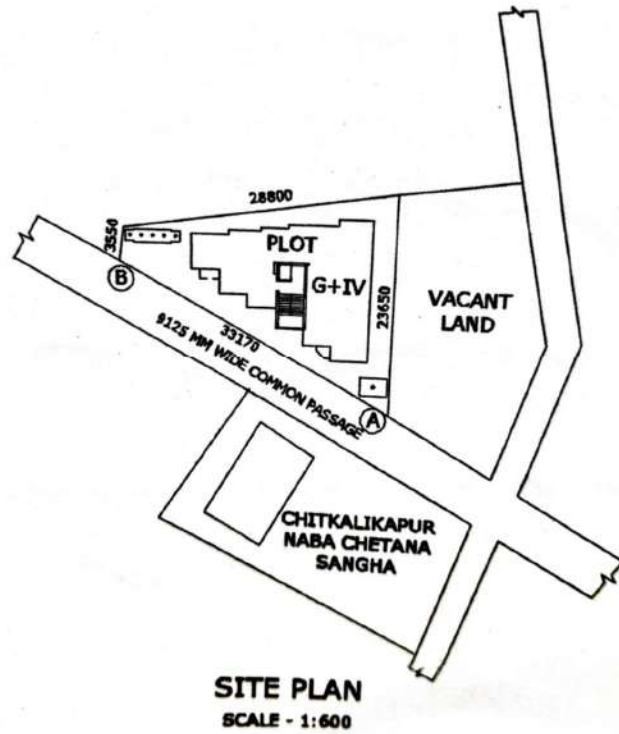 28800
3550
PLOT
G+IV
23650
VACANT
LAND
B
33170
9125 MM WIDE COMMON PASSAGE
A
CHITKALIKAPUR
NABA CHETANA
SANGHA
SITE PLAN
SCALE - 1:600